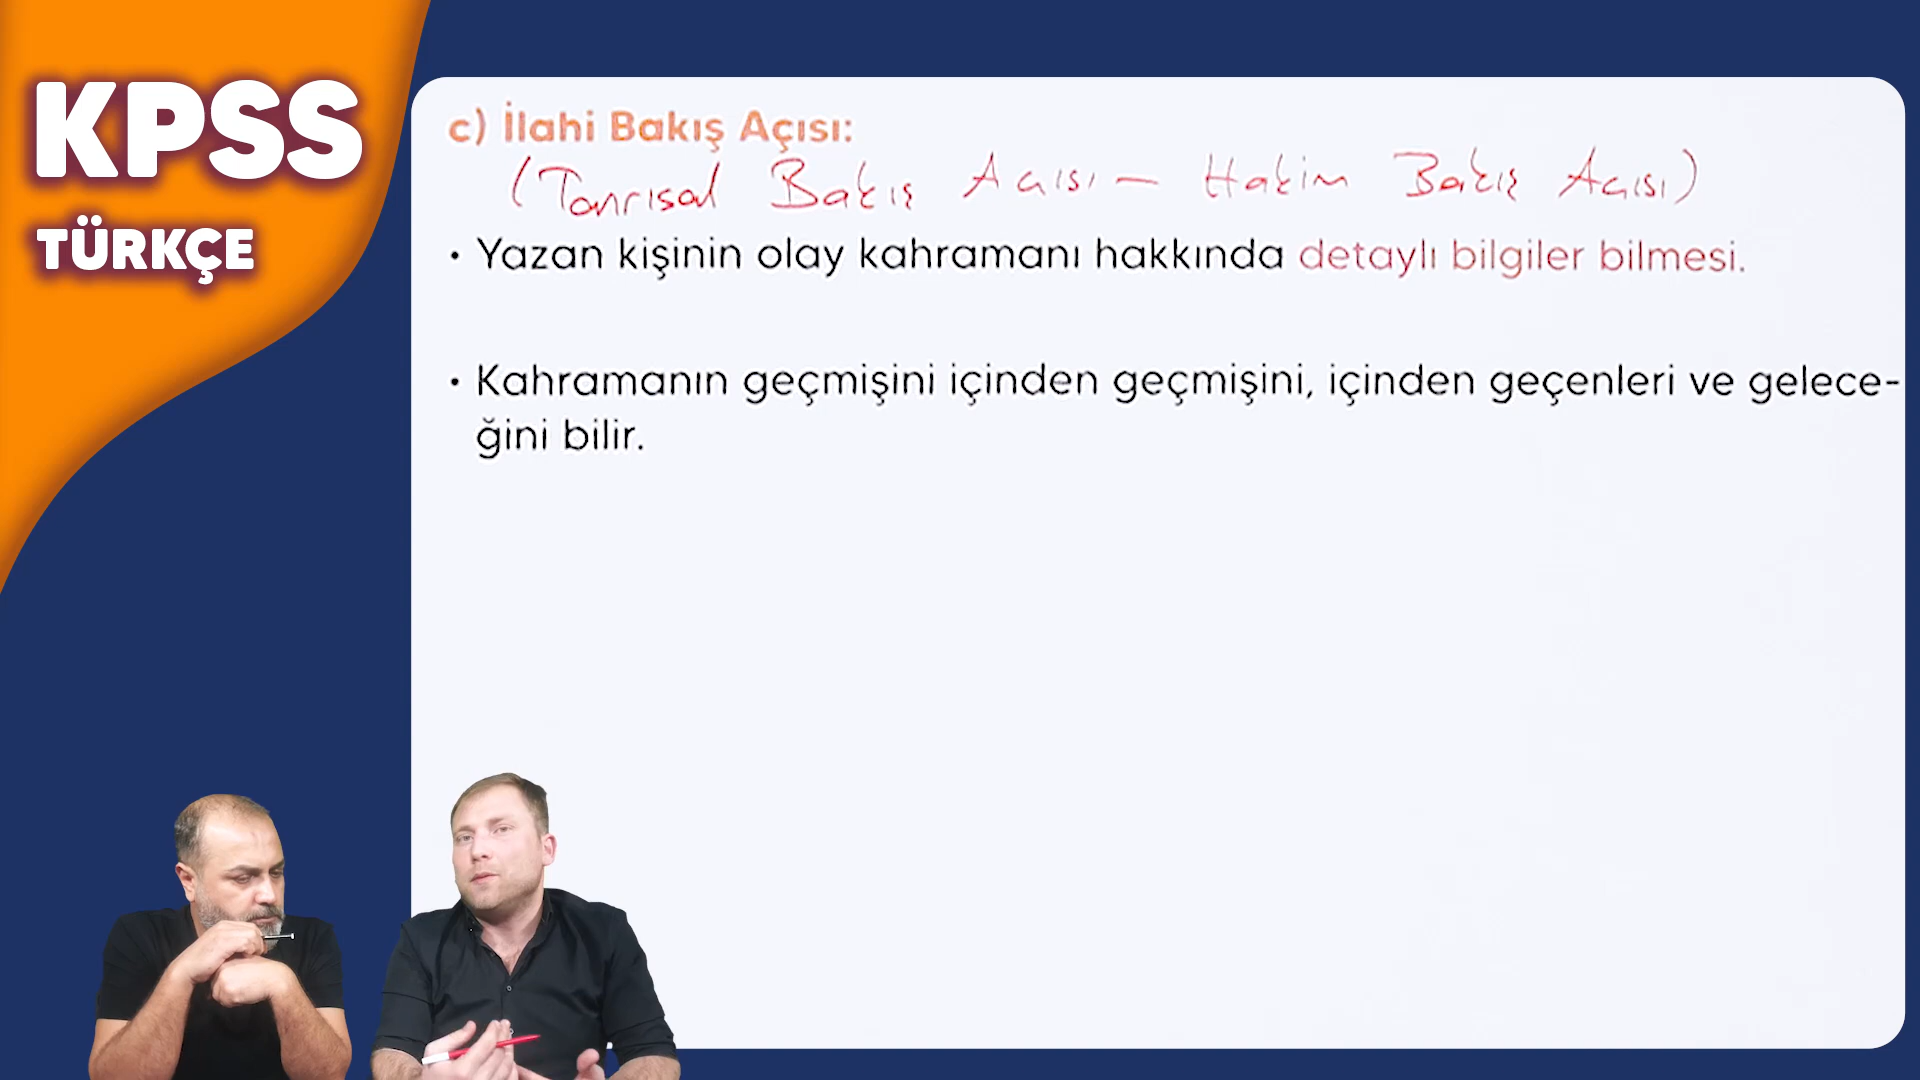 KPSS
TÜRKÇE
c) İlahi Bakış Açısı:
(Tanrısal Bakış Açısı - Hakim Bakış Açısı)
• Yazan kişinin olay kahramanı hakkında detaylı bilgiler bilmesi.
• Kahramanın geçmişini içinden geçmişini, içinden geçenleri ve gelece-
ğini bilir.